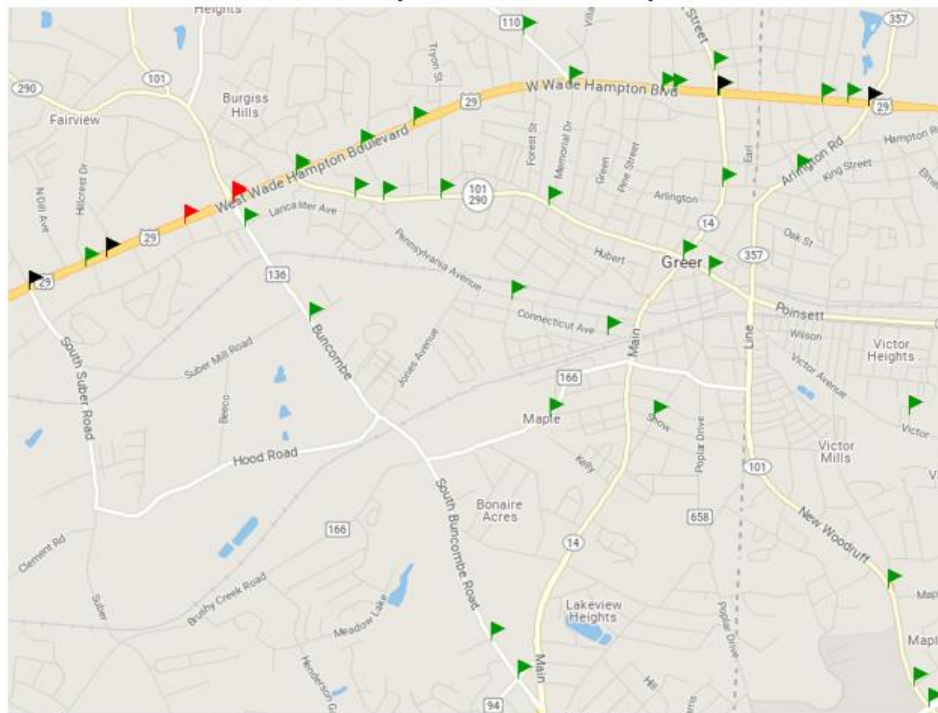 Heights
110
Street
357
290
101
Tryon St
29
W Wade Hampton Blvd
29
Fairview
Burgiss
Hills
West Wade Hampton Boulevard
Forest St
Memorial Dr
Green
Pine Street
Earl
Arlington Rd
Hampton R
King Street
N Dill Ave
Hillcrest Dr
29
29
Lancaster Ave
101
290
Arlington
14
Oak St
136
Pennsylvania Avenue
Hubert
Greer
357
Connecticut Ave
Poinsett
Wilson
Main
Line
Victor
Heights
South Suber Road
Suber Mill Road
Buncombe
Jones Avenue
166
Victor Avenue
Beeco
Maple
Snow
Poplar Drive
Victor
Hood Road
Kelly
Victor
Mills
101
Bonaire
Acres
166
658
New Woodruff
South Buncombe Road
14
Clement Rd
Suber
Brushy Creek Road
Meadow Lake
Lakeview
Heights
Poplar Drive
Mapl
Henderson G
Main
Hill
94